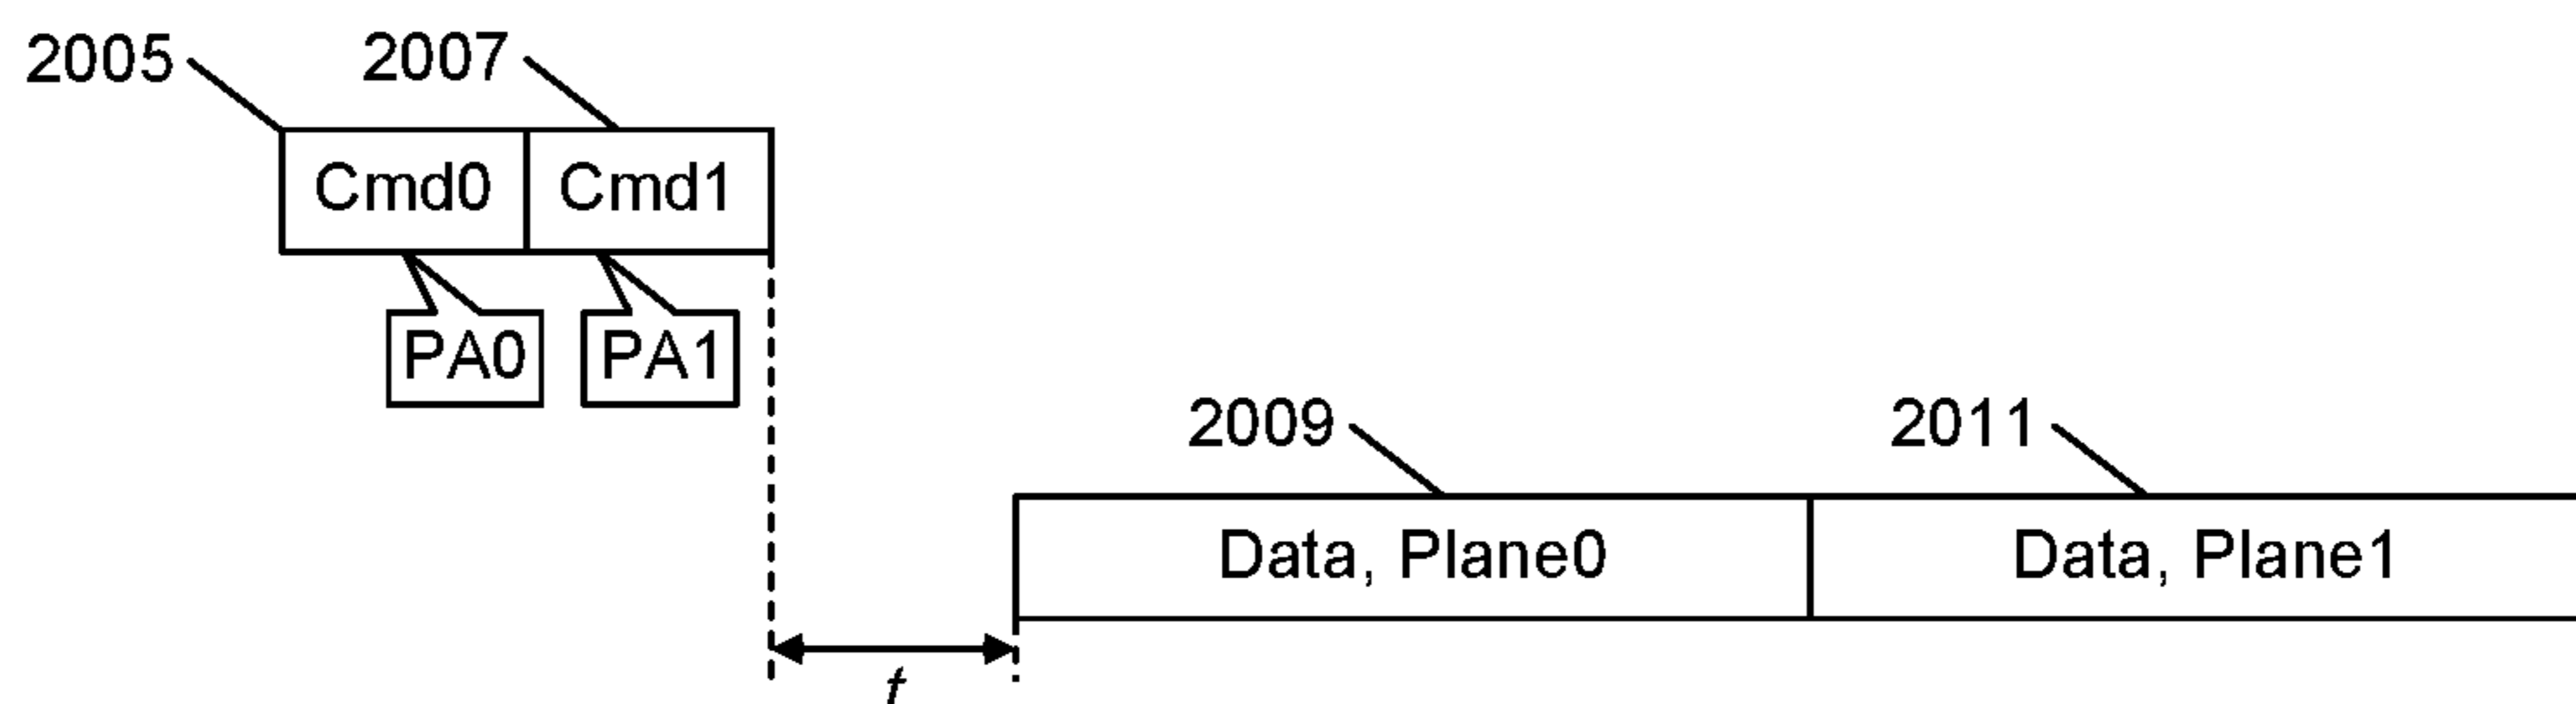 2005 2007
Cmd0 Cmd1
PA0 PA1
2009 2011
Data, Plane0 Data, Plane1